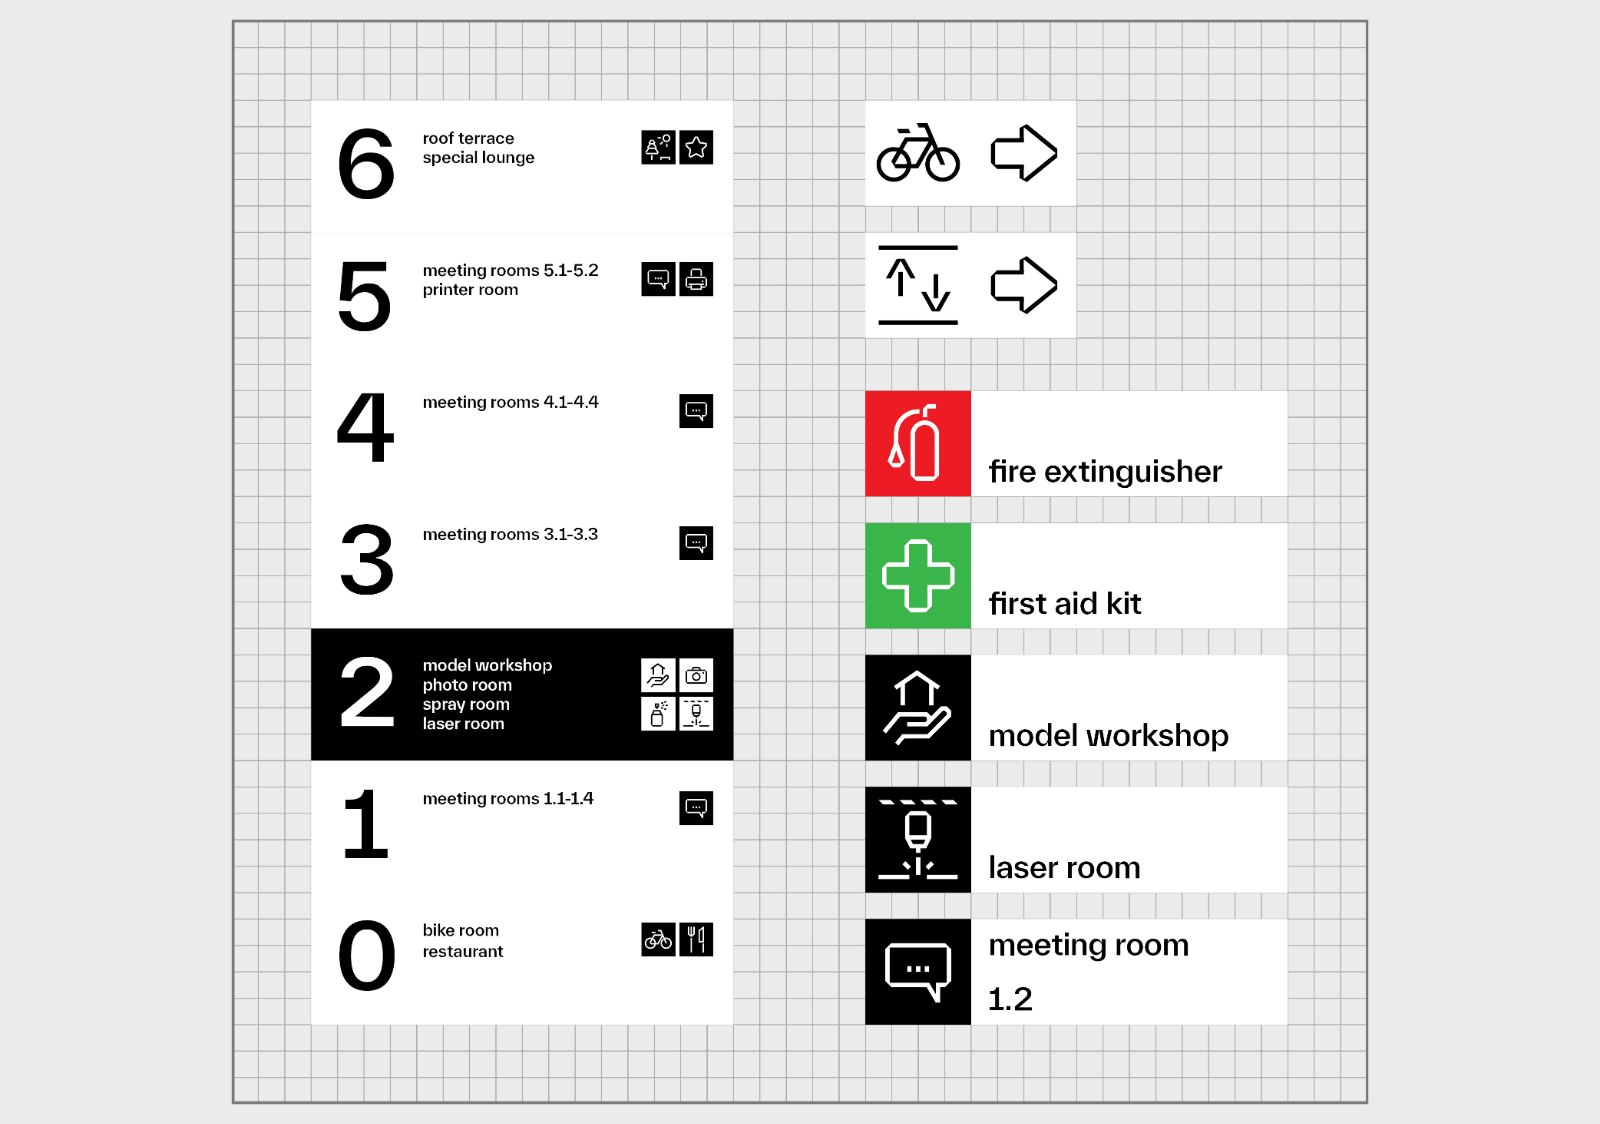 6
roof terrace
special lounge
5
meeting rooms 5.1-5.2
printer room
4
meeting rooms 4.1-4.4
3
meeting rooms 3.1-3.3
2
model workshop
photo room
spray room
laser room
1
meeting rooms 1.1-1.4
0
bike room
restaurant
fire extinguisher
first aid kit
model workshop
laser room
meeting room
1.2